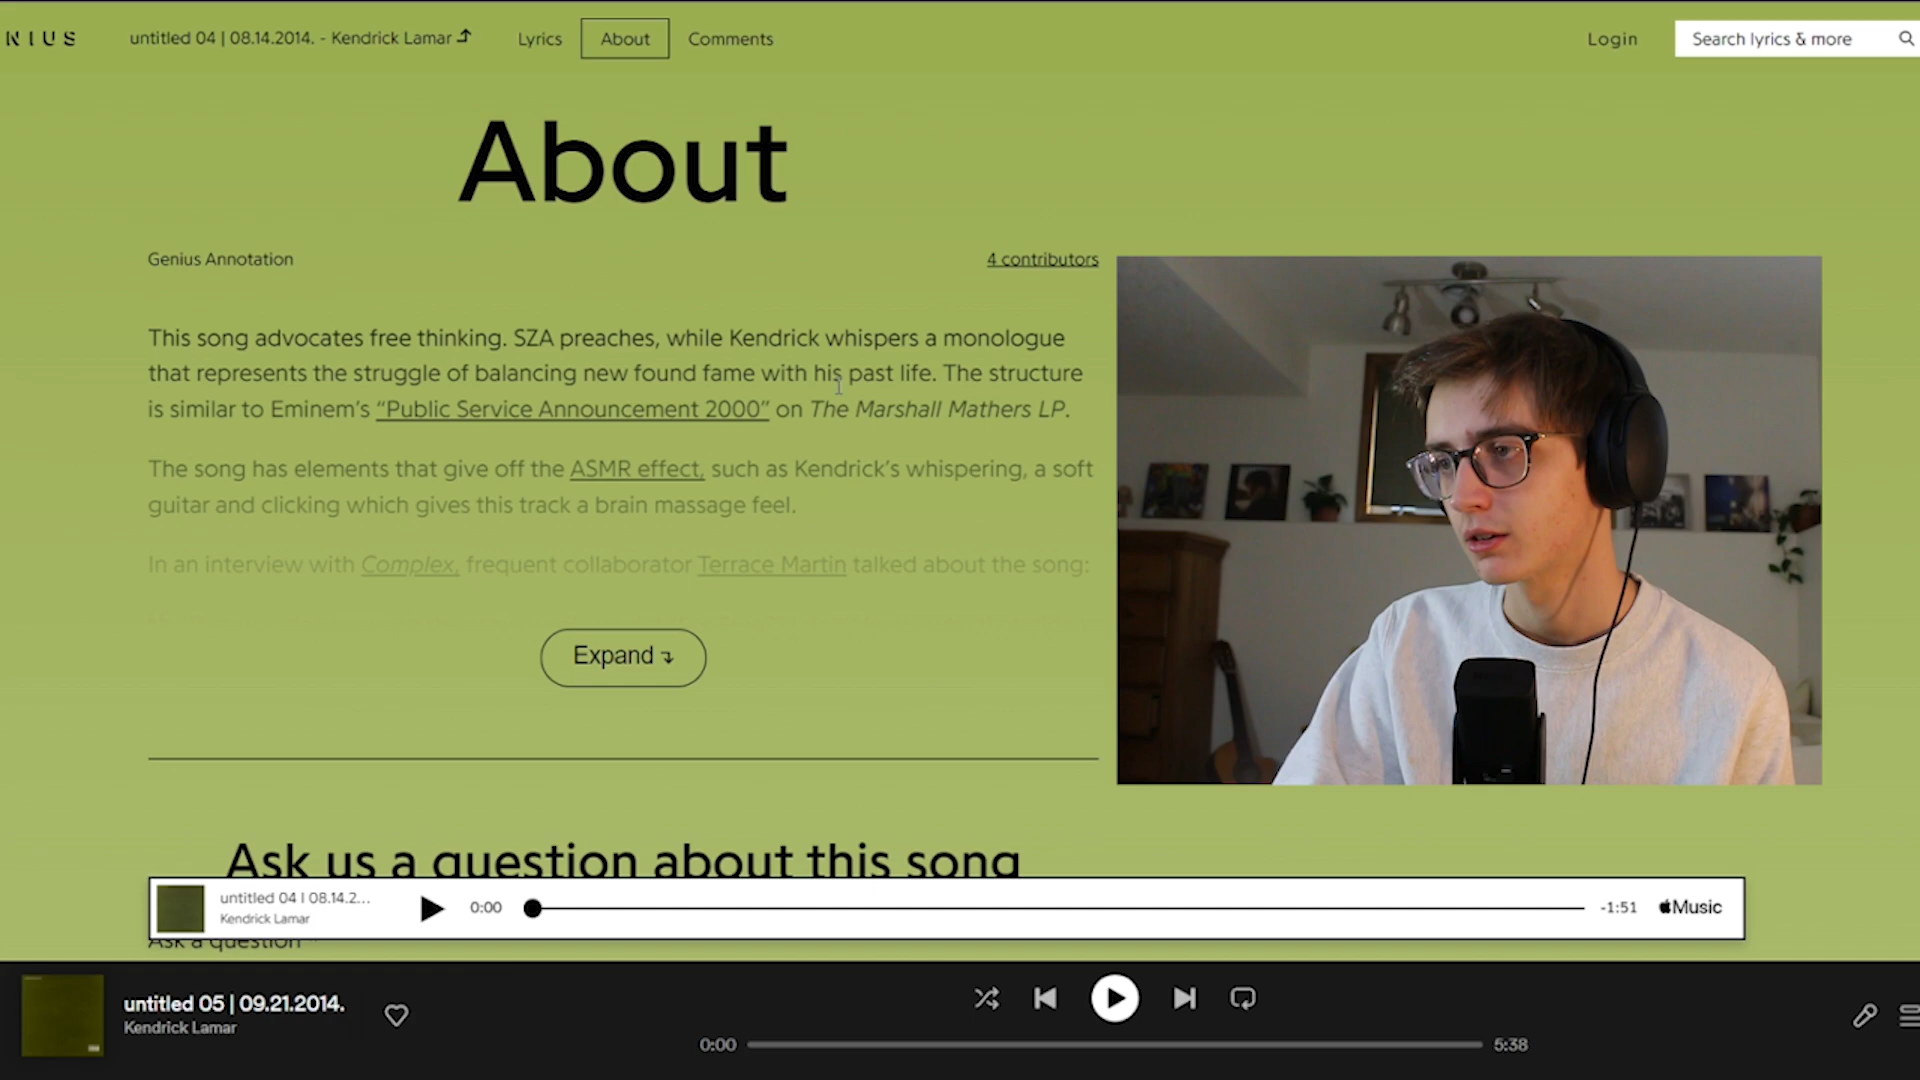 NIUS
untitled 04 | 08.14.2014. - Kendrick Lamar
Lyrics
About
Comments
Login
Search lyrics & more
About
Genius Annotation
4 contributors
This song advocates free thinking. SZA preaches, while Kendrick whispers a monologue
that represents the struggle of balancing new found fame with his past life. The structure
is similar to Eminem's “Public Service Announcement 2000” on The Marshall Mathers LP.
The song has elements that give off the ASMR effect, such as Kendrick's whispering, a soft
guitar and clicking which gives this track a brain massage feel.
In an interview with Complex, frequent collaborator Terrace Martin talked about the song:
Expand
Ask us a question about this song
untitled 04 | 08.14.2...
Kendrick Lamar
0:00
-1:51
Music
Ask a question
untitled 05 | 09.21.2014.
Kendrick Lamar
0:00
5:38